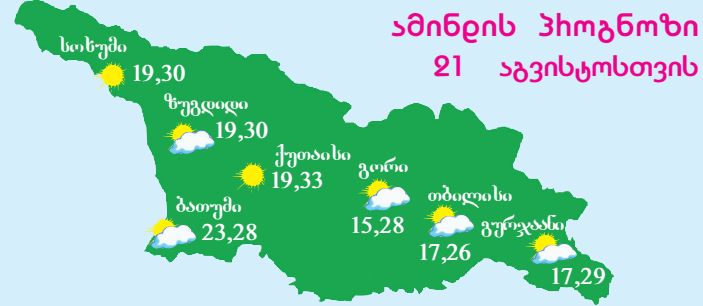 ამინდის პროგნოზი
21 აგვისტოსთვის
სოხუმი
19,30
ზუგდიდი
19,30
ქუთაისი
19,33
გორი
15,28
თბილისი
17,26
გურჯაანი
17,29
ბათუმი
23,28